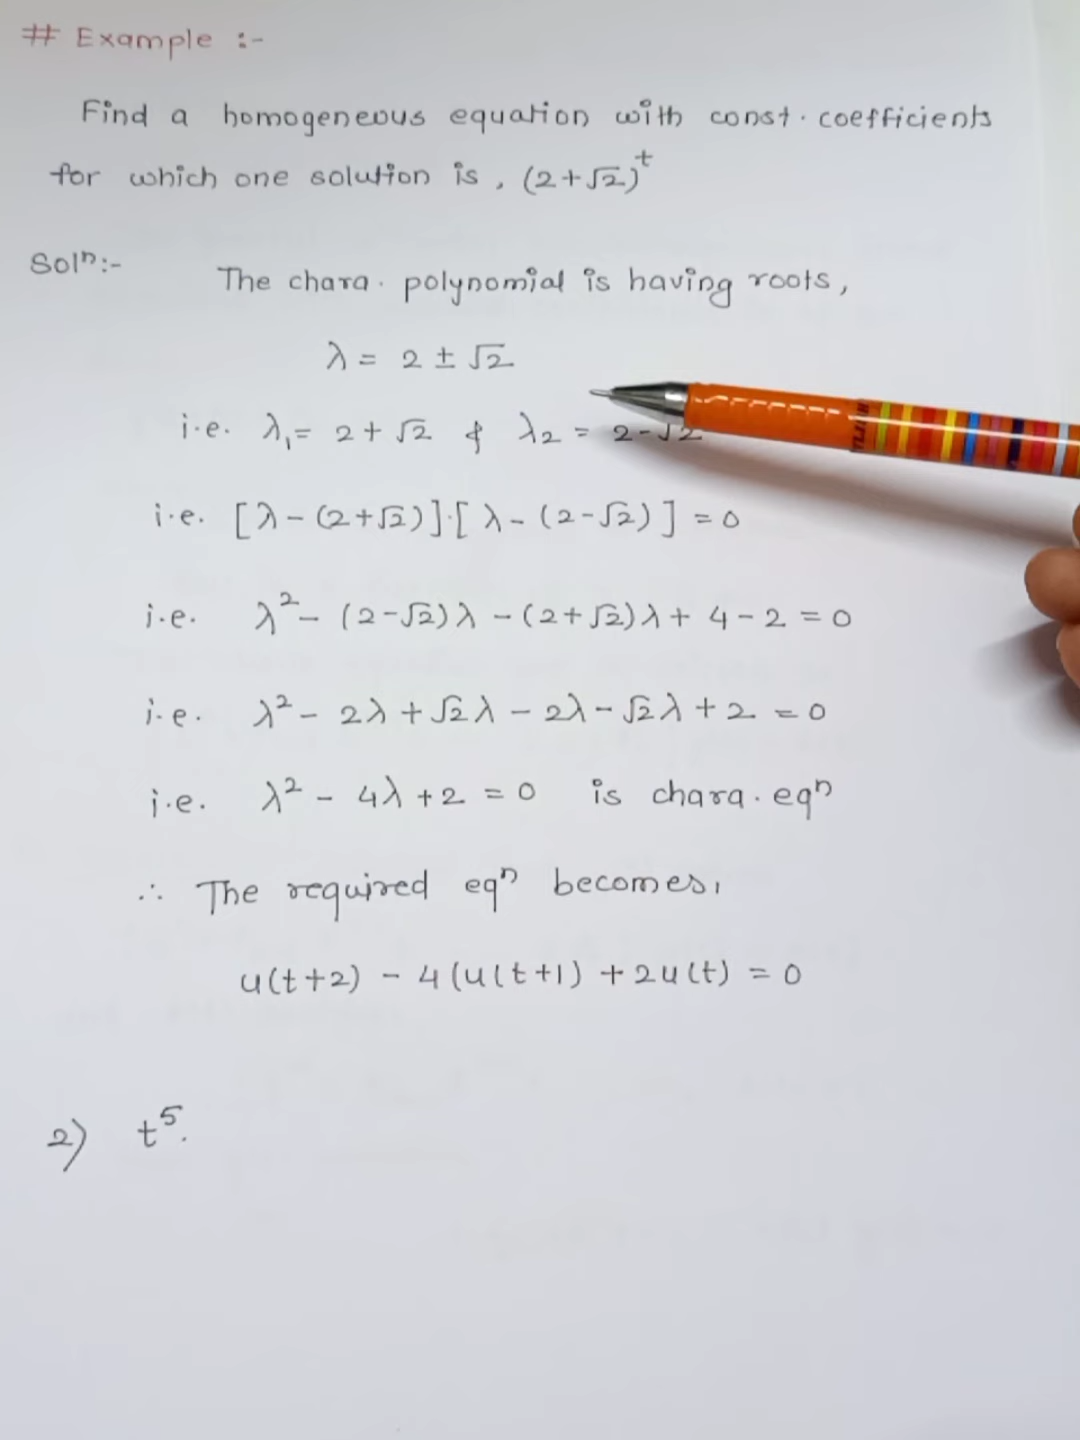 # Example :-
Find a homogeneous equation with const. coefficients
for which one solution is, (2+√2)^t
Solⁿ:- The chara. polynomial is having roots,
λ = 2 ± √2
i.e. λ₁= 2+√2 & λ₂ = 2-√2
i.e. [λ-(2+√2)]·[λ-(2-√2)] = 0
i.e. λ² - (2-√2)λ - (2+√2)λ + 4-2 = 0
i.e. λ² - 2λ + √2λ - 2λ - √2λ + 2 = 0
i.e. λ² - 4λ + 2 = 0 is chara. eqⁿ
∴ The required eqⁿ becomes,
u(t+2) - 4(u(t+1) + 2u(t) = 0
2) t⁵.